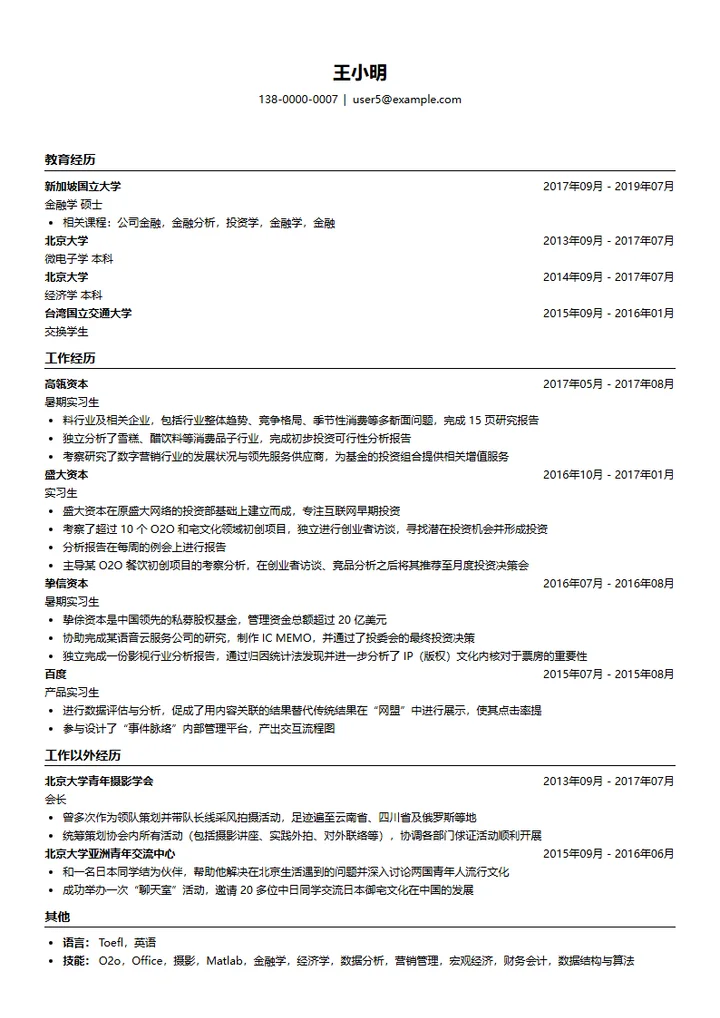 王小明
138-0000-0007 | user5@example.com
教育经历
新加坡国立大学 2017年09月 - 2019年07月
金融学 硕士
• 相关课程：公司金融，金融分析，投资学，金融学，金融
北京大学 2013年09月 - 2017年07月
微电子学 本科
北京大学 2014年09月 - 2017年07月
经济学 本科
台湾国立交通大学 2015年09月 - 2016年01月
交换学生
工作经历
高瓴资本 2017年05月 - 2017年08月
暑期实习生
• 料行业及相关企业，包括行业整体趋势、竞争格局、季节性消费等多断面问题，完成 15 页研究报告
• 独立分析了雪糕、醋饮料等消费品子行业，完成初步投资可行性分析报告
• 考察研究了数字营销行业的发展状况与领先服务供应商，为基金的投资组合提供相关增值服务
盛大资本 2016年10月 - 2017年01月
实习生
• 盛大资本在原盛大网络的投资部基础上建立而成，专注互联网早期投资
• 考察了超过 10 个 O2O 和宅文化领域初创项目，独立进行创业者访谈，寻找潜在投资机会并形成投资
• 分析报告在每周的例会上进行报告
• 主导某 O2O 餐饮初创项目的考察分析，在创业者访谈、竞品分析之后将其推荐至月度投资决策会
挚信资本 2016年07月 - 2016年08月
暑期实习生
• 挚馀资本是中国领先的私募股权基金，管理资金总额超过 20 亿美元
• 协助完成某语音云服务公司的研究，制作 IC MEMO，并通过了投委会的最终投资决策
• 独立完成一份影视行业分析报告，通过归因统计法发现并进一步分析了 IP（版权）文化内核对于票房的重要性
百度 2015年07月 - 2015年08月
产品实习生
• 进行数据评估与分析，促成了用内容关联的结果替代传统结果在“网盟”中进行展示，使其点击率提
• 参与设计了“事件脉络”内部管理平台，产出交互流程图
工作以外经历
北京大学青年摄影学会 2013年09月 - 2017年07月
会长
• 曾多次作为领队策划并带队长线采风拍摄活动，足迹遍至云南省、四川省及俄罗斯等地
• 统筹策划协会内所有活动（包括摄影讲座、实践外拍、对外联络等），协调各部门俅证活动顺利开展
北京大学亚洲青年交流中心 2015年09月 - 2016年06月
• 和一名日本同学结为伙伴，帮助他解决在北京生活遇到的问题并深入讨论两国青年人流行文化
• 成功举办一次“聊天室”活动，邀请 20 多位中日同学交流日本御宅文化在中国的发展
其他
• 语言： Toefl，英语
• 技能： O2o，Office，摄影，Matlab，金融学，经济学，数据分析，营销管理，宏观经济，财务会计，数据结构与算法